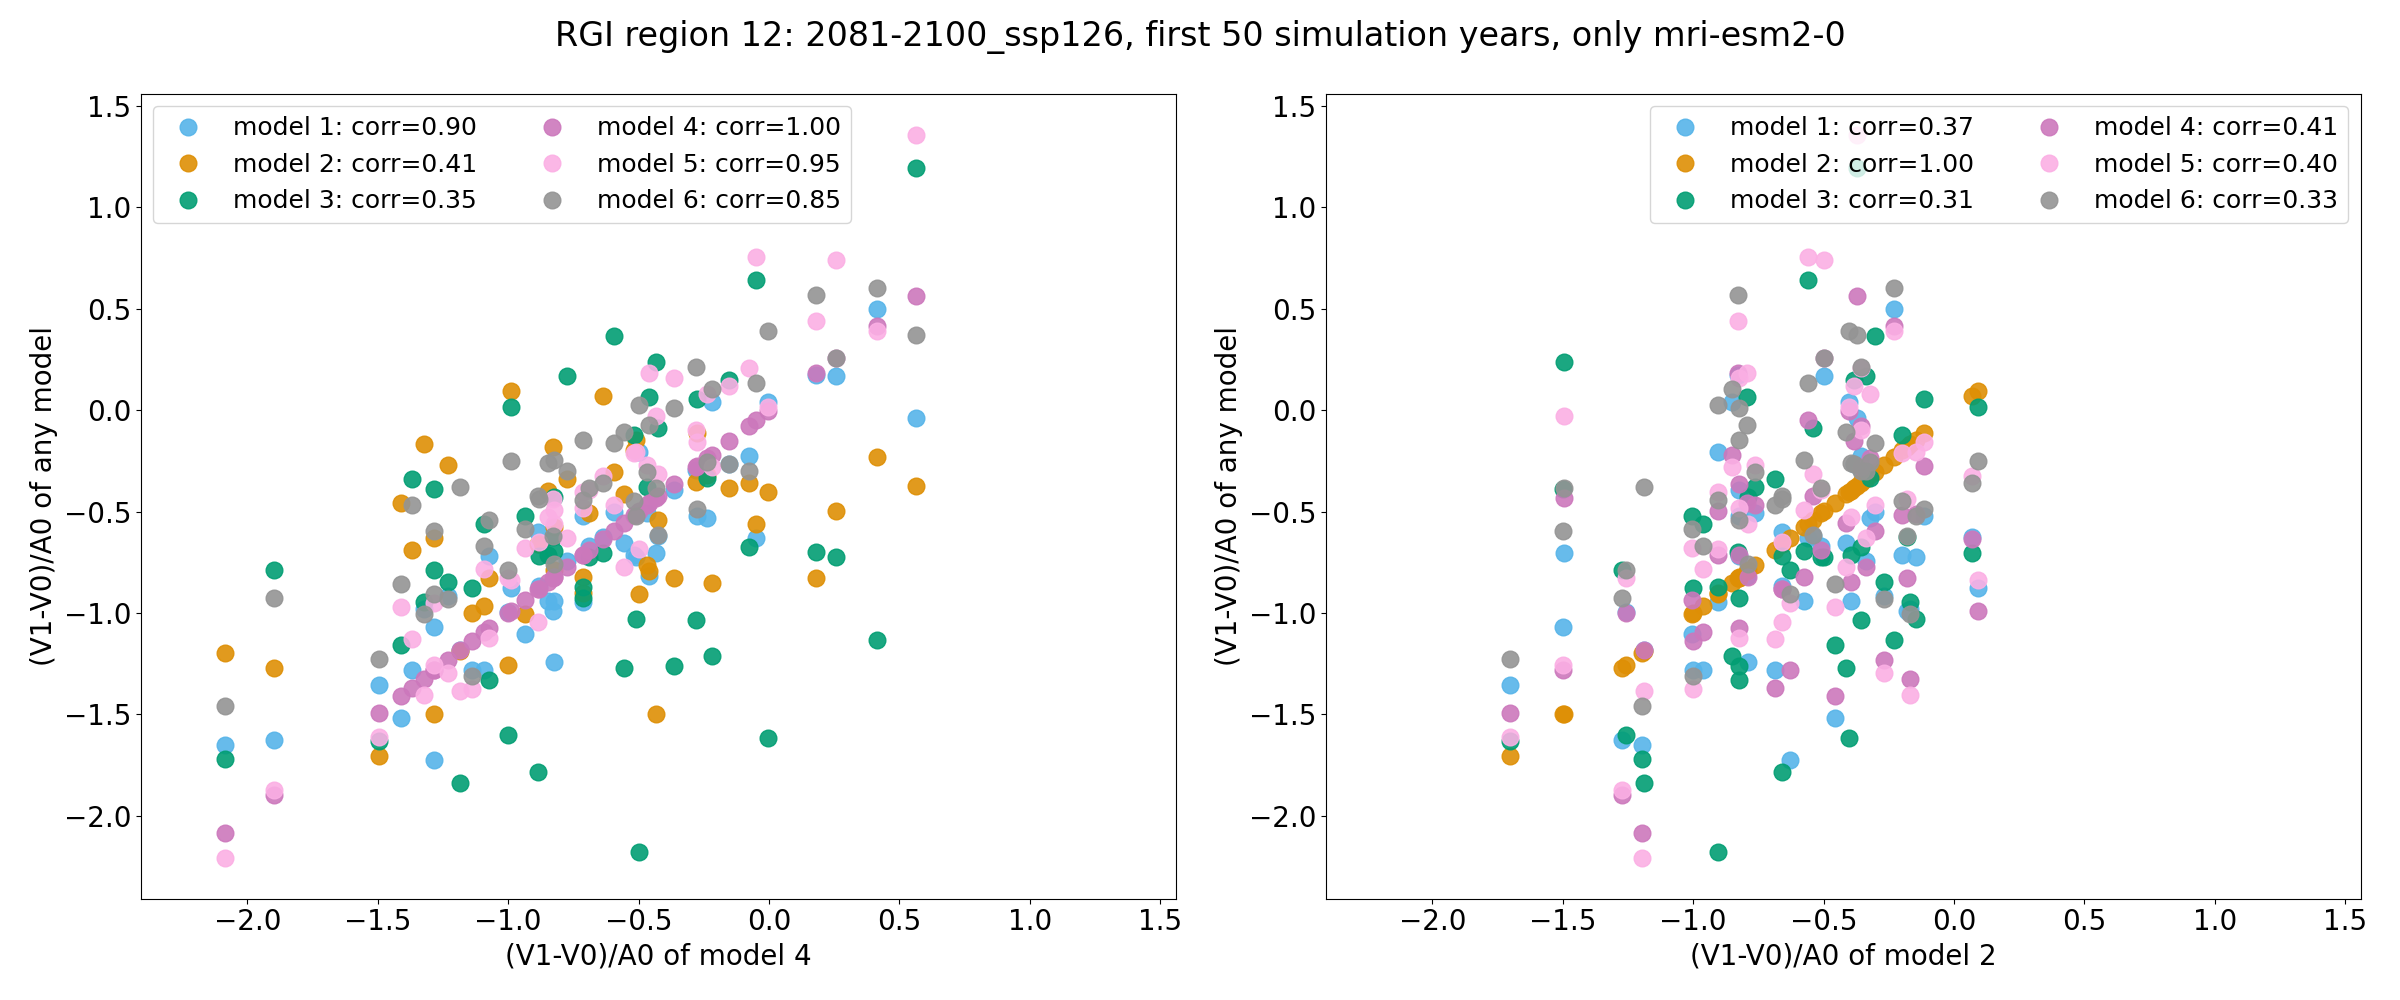 RGI region 12: 2081-2100_ssp126, first 50 simulation years, only mri-esm2-0
(V1-V0)/A0 of any model
1.5
1.0
0.5
0.0
−0.5
−1.0
−1.5
−2.0
model 1: corr=0.90
model 2: corr=0.41
model 3: corr=0.35
model 4: corr=1.00
model 5: corr=0.95
model 6: corr=0.85
−2.0 −1.5 −1.0 −0.5 0.0 0.5 1.0 1.5
(V1-V0)/A0 of model 4
(V1-V0)/A0 of any model
1.5
1.0
0.5
0.0
−0.5
−1.0
−1.5
−2.0
model 1: corr=0.37
model 2: corr=1.00
model 3: corr=0.31
model 4: corr=0.41
model 5: corr=0.40
model 6: corr=0.33
−2.0 −1.5 −1.0 −0.5 0.0 0.5 1.0 1.5
(V1-V0)/A0 of model 2